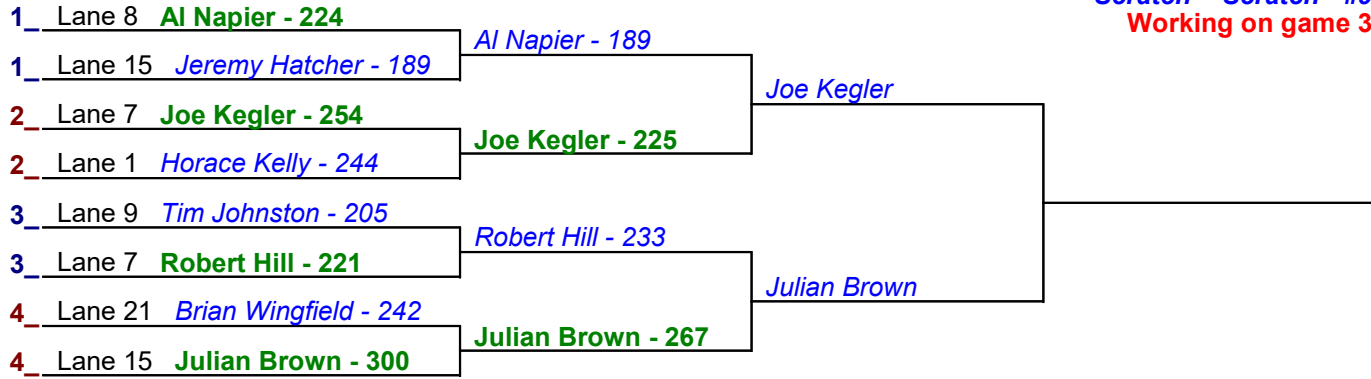 Working on game 3
1_ Lane 8 Al Napier - 224
1_ Lane 15 Jeremy Hatcher - 189
2_ Lane 7 Joe Kegler - 254
2_ Lane 1 Horace Kelly - 244
3_ Lane 9 Tim Johnston - 205
3_ Lane 7 Robert Hill - 221
4_ Lane 21 Brian Wingfield - 242
4_ Lane 15 Julian Brown - 300
Al Napier - 189
Joe Kegler - 225
Robert Hill - 233
Julian Brown - 267
Joe Kegler
Julian Brown